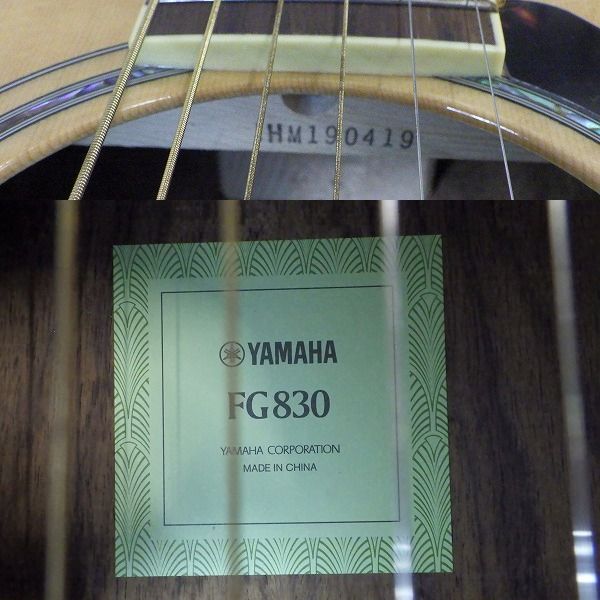 HM190419
YAMAHA
FG830
YAMAHA CORPORATION
MADE IN CHINA